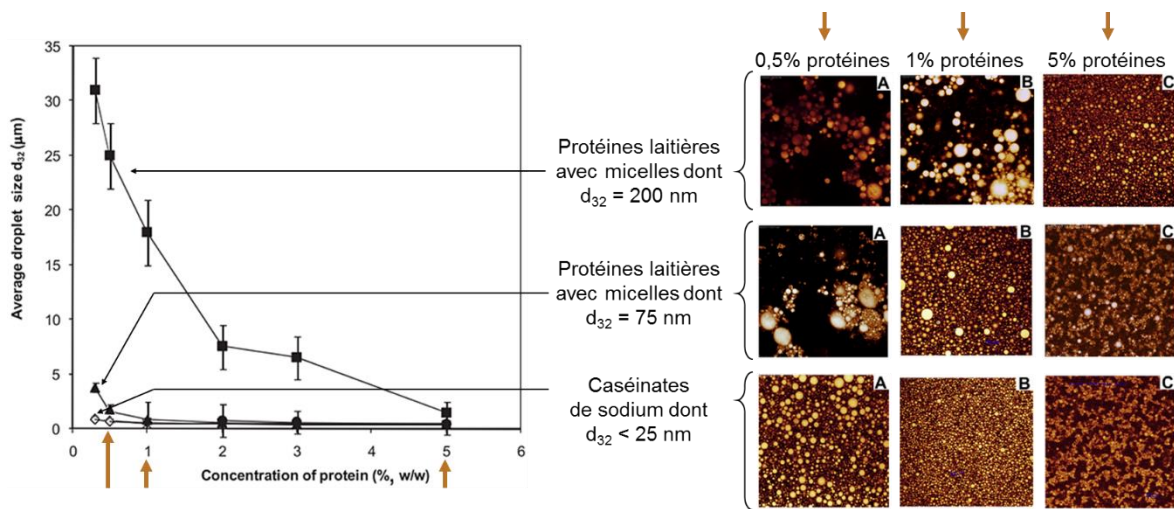 35
30
25
20
15
10
5
0
0 1 2 3 4 5 6
Average droplet size d32 (µm)
Concentration of protein (%, w/w)
Protéines laitières
avec micelles dont
d32 = 200 nm
Protéines laitières
avec micelles dont
d32 = 75 nm
Caséinates
de sodium dont
d32 < 25 nm
0,5% protéines 1% protéines 5% protéines
A B C
A B C
A B C